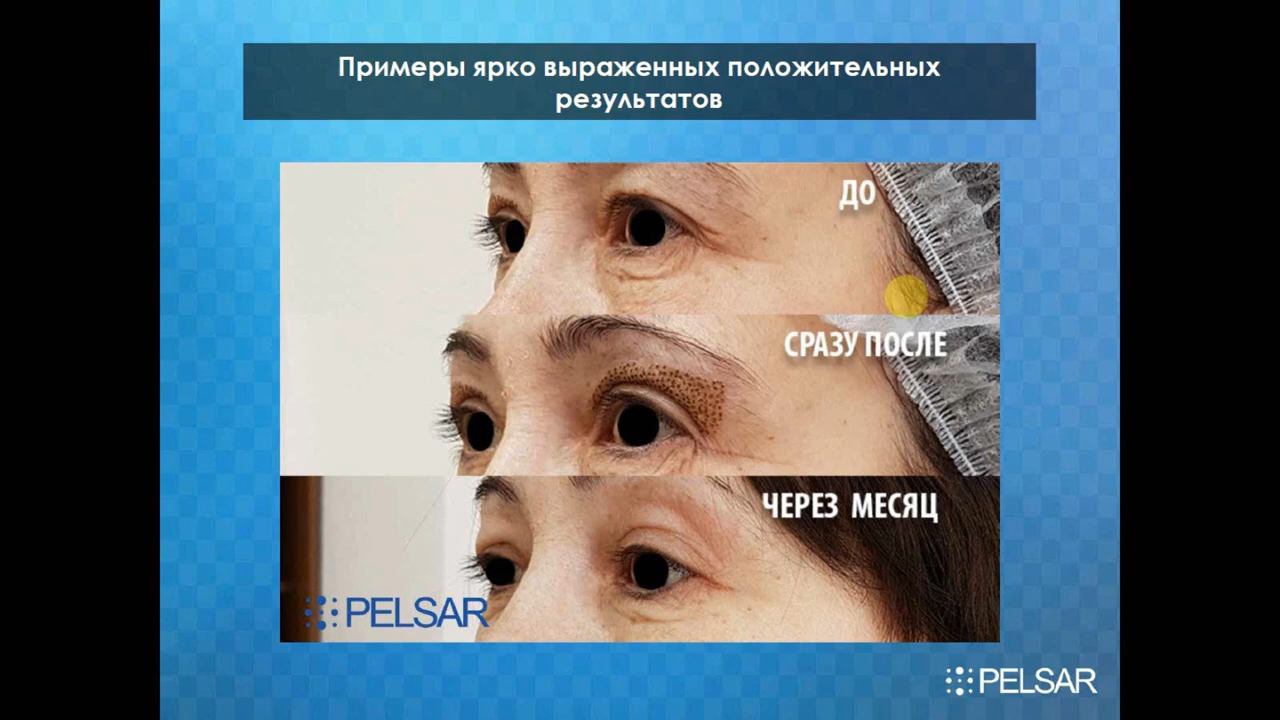 Примеры ярко выраженных положительных
результатов
ДО
СРАЗУ ПОСЛЕ
ЧЕРЕЗ МЕСЯЦ
PELSAR
PELSAR